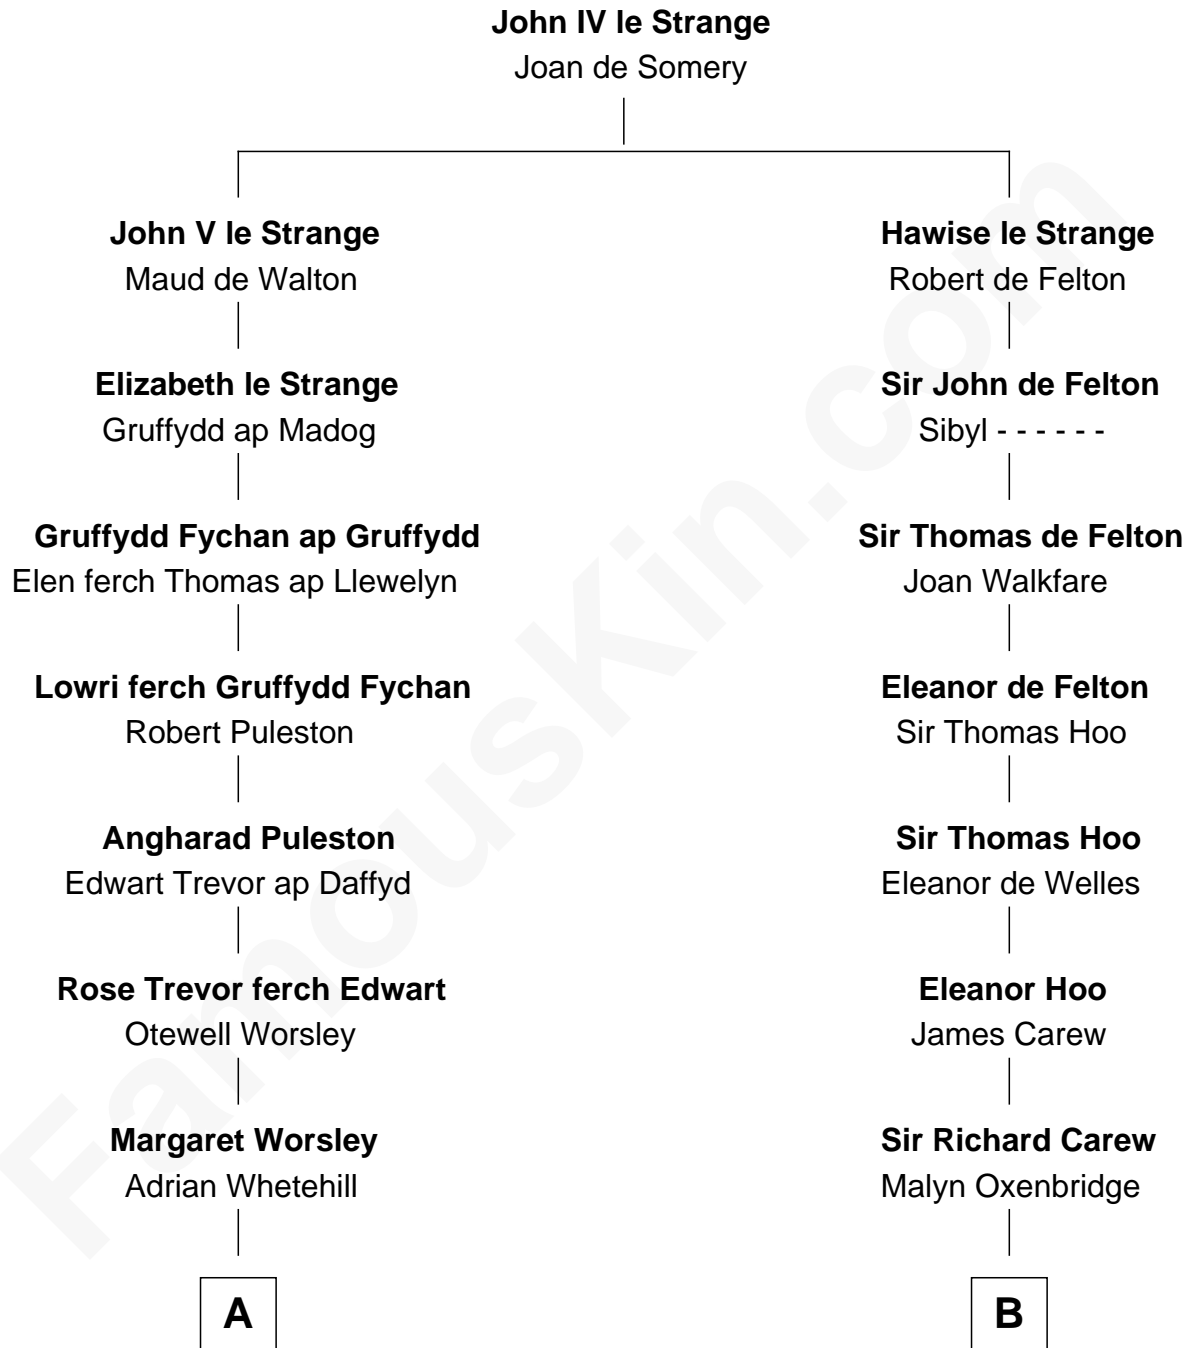 John IV le Strange
Joan de Somery
John V le Strange
Maud de Walton
Elizabeth le Strange
Gruffydd ap Madog
Gruffydd Fychan ap Gruffydd
Elen ferch Thomas ap Llewelyn
Lowri ferch Gruffydd Fychan
Robert Puleston
Angharad Puleston
Edwart Trevor ap Daffyd
Rose Trevor ferch Edwart
Otewell Worsley
Margaret Worsley
Adrian Whetehill
A
Hawise le Strange
Robert de Felton
Sir John de Felton
Sibyl - - - - - -
Sir Thomas de Felton
Joan Walkfare
Eleanor de Felton
Sir Thomas Hoo
Sir Thomas Hoo
Eleanor de Welles
Eleanor Hoo
James Carew
Sir Richard Carew
Malyn Oxenbridge
B
FamousKin.com